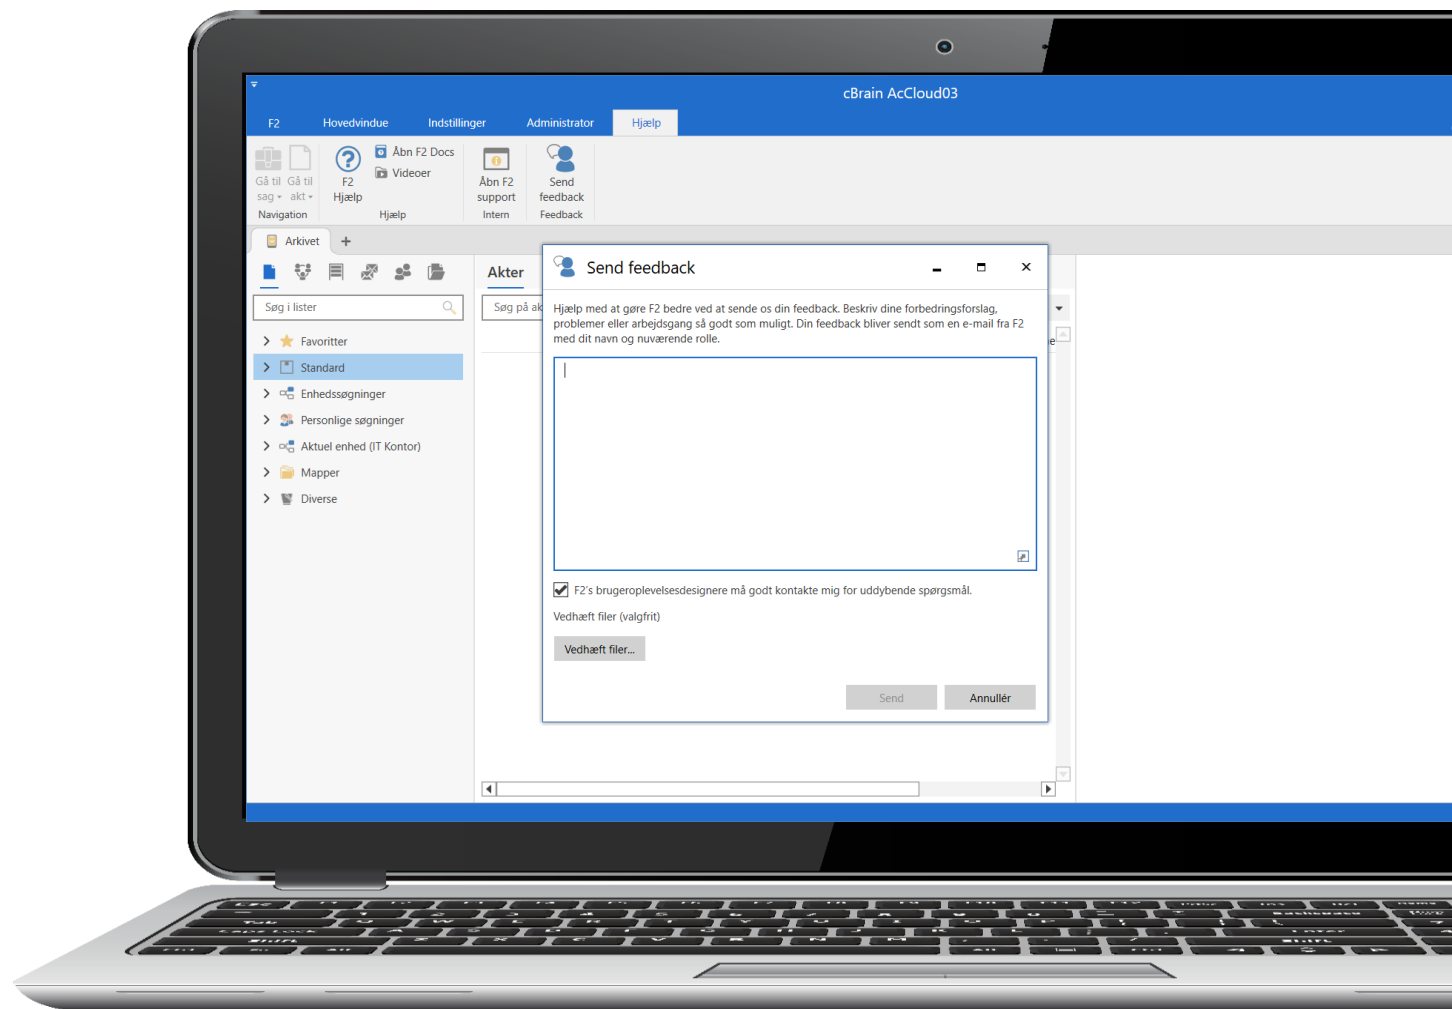 cBrain AcCloud03
F2 Hovedvindue Indstillinger Administrator Hjælp
Åbn F2 Docs
Videoer
Gå til sag
Gå til akt
F2 Hjælp
Åbn F2 support
Send feedback
Navigation Hjælp Intern Feedback
Arkivet +
Akter
Søg i lister
Søg på ak
Favoritter
Standard
Enhedssøgninger
Personlige søgninger
Aktuel enhed (IT Kontor)
Mapper
Diverse
Send feedback
Hjælp med at gøre F2 bedre ved at sende os din feedback. Beskriv dine forbedringsforslag,
problemer eller arbejdsgang så godt som muligt. Din feedback bliver sendt som en e-mail fra F2
med dit navn og nuværende rolle.
F2's brugeroplevelsesdesignere må godt kontakte mig for uddybende spørgsmål.
Vedhæft filer (valgfrit)
Vedhæft filer...
Send Annullér